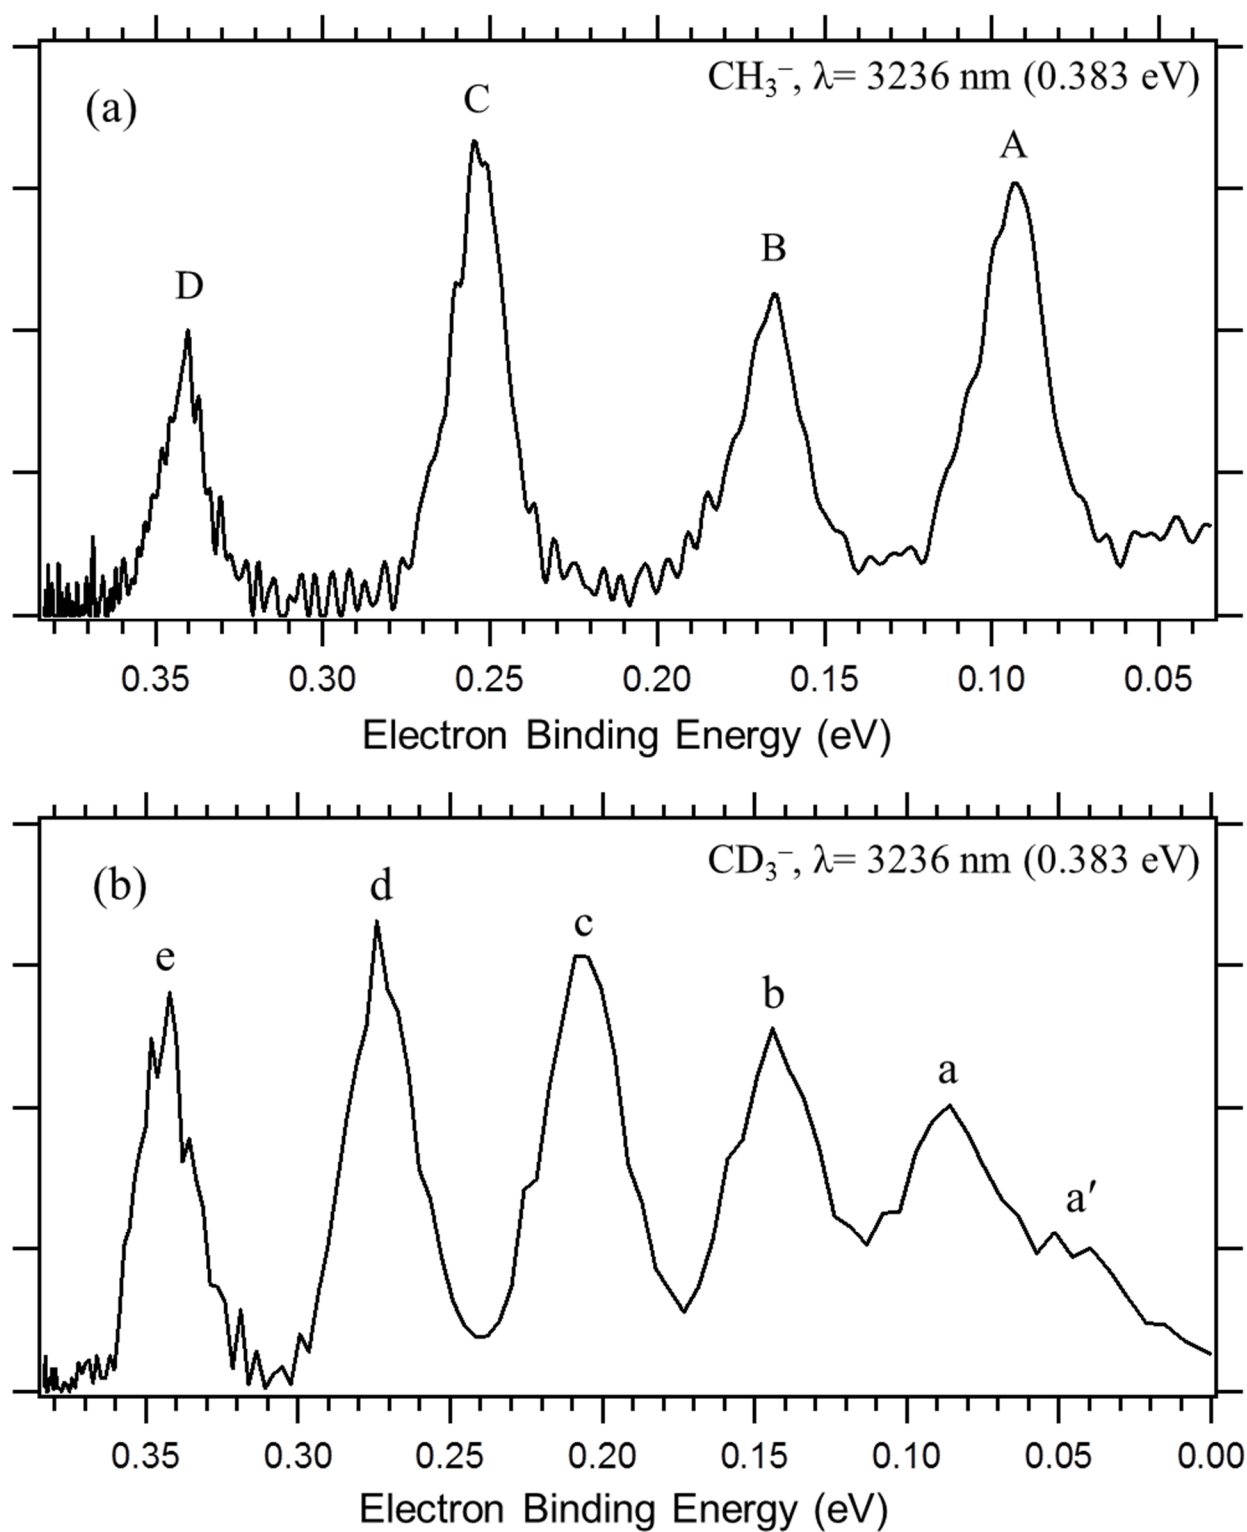 (a)
CH₃⁻, λ= 3236 nm (0.383 eV)
D
C
B
A
0.35 0.30 0.25 0.20 0.15 0.10 0.05
Electron Binding Energy (eV)
(b)
CD₃⁻, λ= 3236 nm (0.383 eV)
e
d
c
b
a
a′
0.35 0.30 0.25 0.20 0.15 0.10 0.05 0.00
Electron Binding Energy (eV)